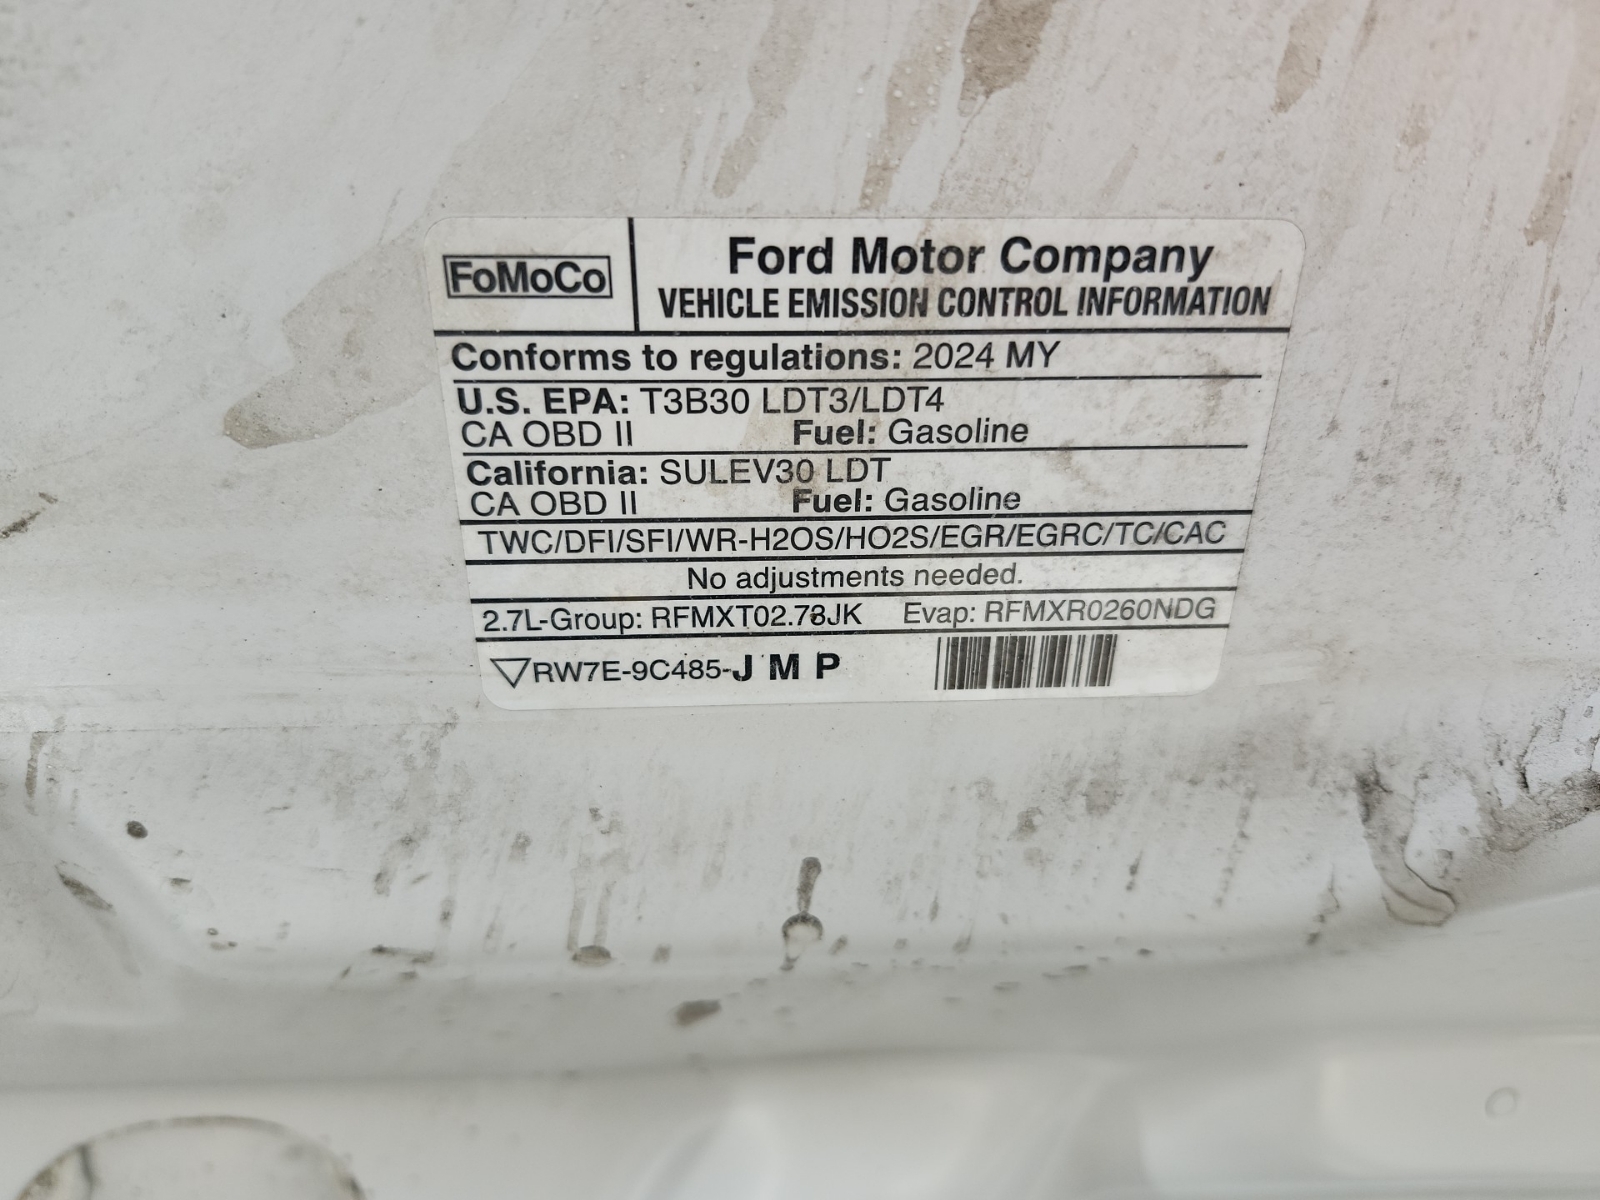 FoMoCo
Ford Motor Company
VEHICLE EMISSION CONTROL INFORMATION
Conforms to regulations: 2024 MY
U.S. EPA: T3B30 LDT3/LDT4
CA OBD II Fuel: Gasoline
California: SULEV30 LDT
CA OBD II Fuel: Gasoline
TWC/DFI/SFI/WR-H2OS/HO2S/EGR/EGRC/TC/CAC
No adjustments needed.
2.7L-Group: RFMXT02.73JK Evap: RFMXR0260NDG
RW7E-9C485-J M P